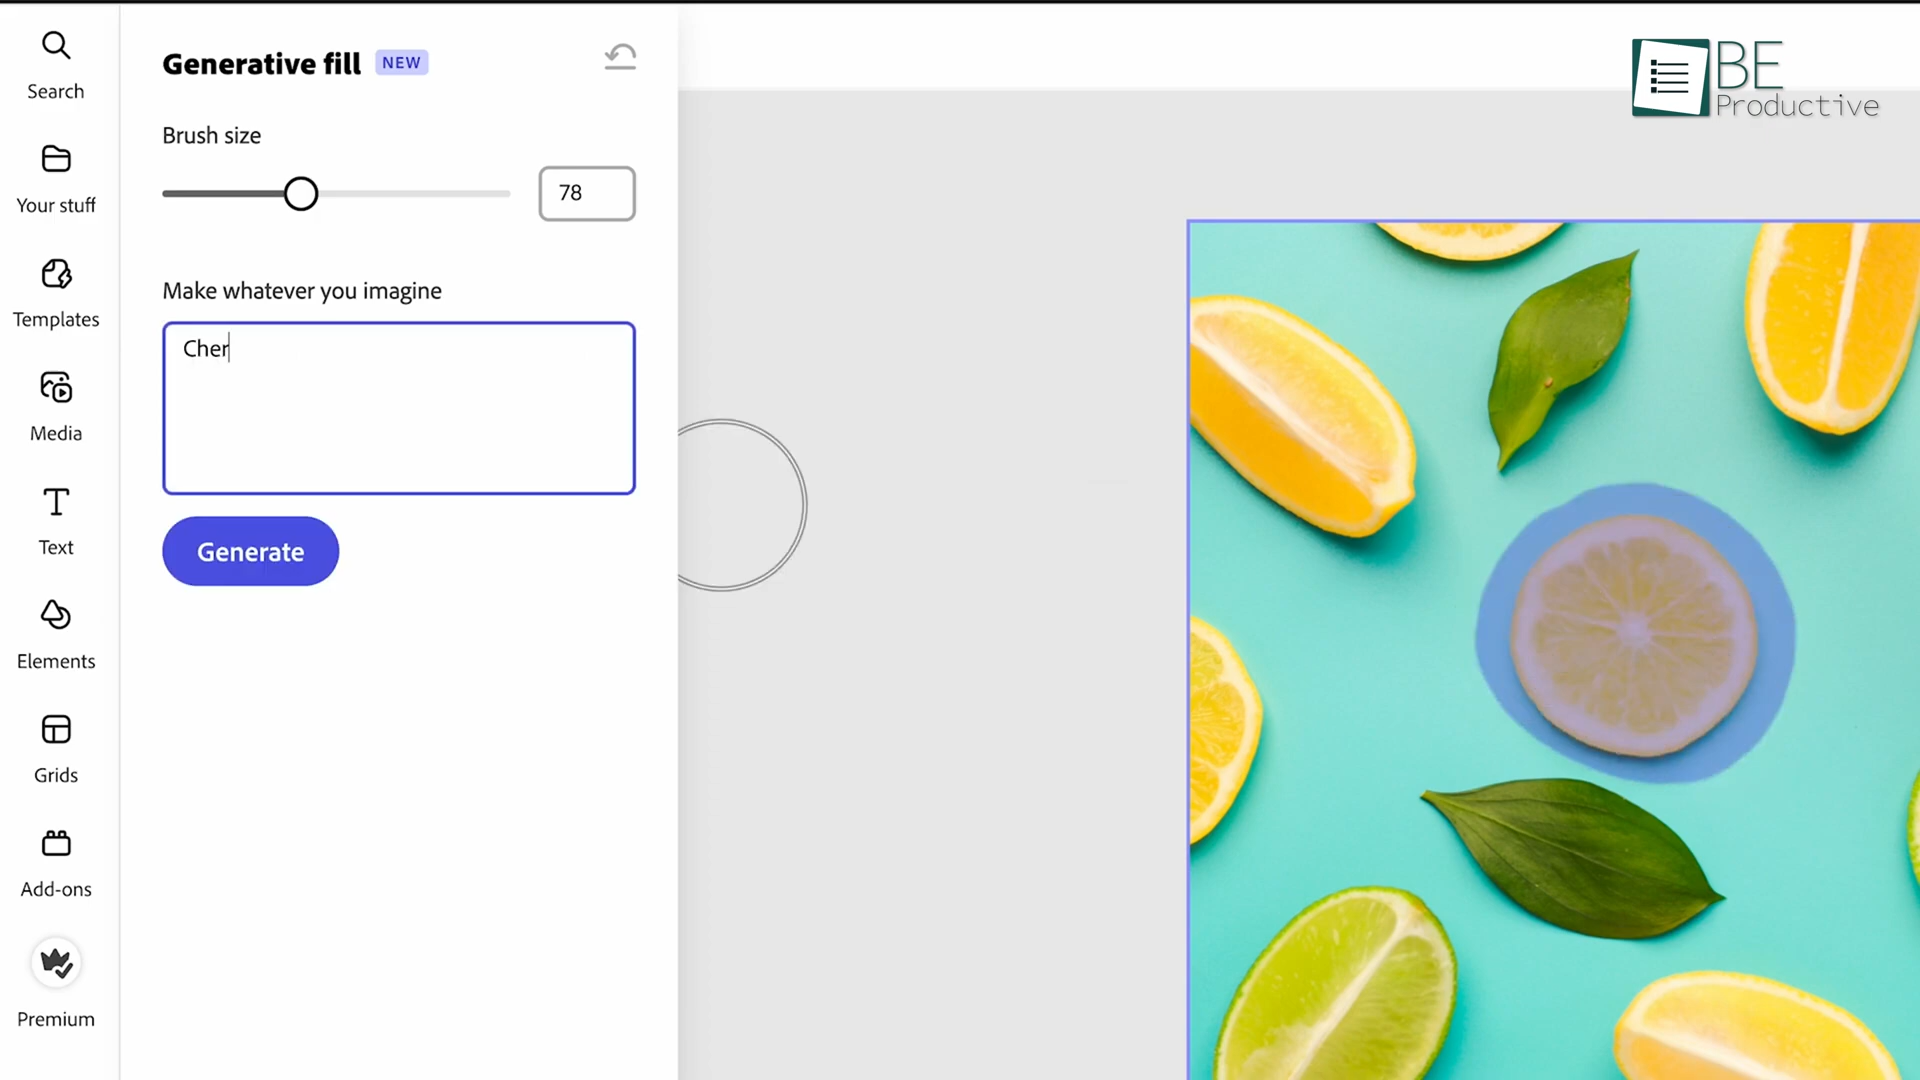 Search
Your stuff
Templates
Media
Text
Elements
Grids
Add-ons
Premium
Generative fill NEW
Brush size
78
Make whatever you imagine
Cher
Generate
BE
Productive